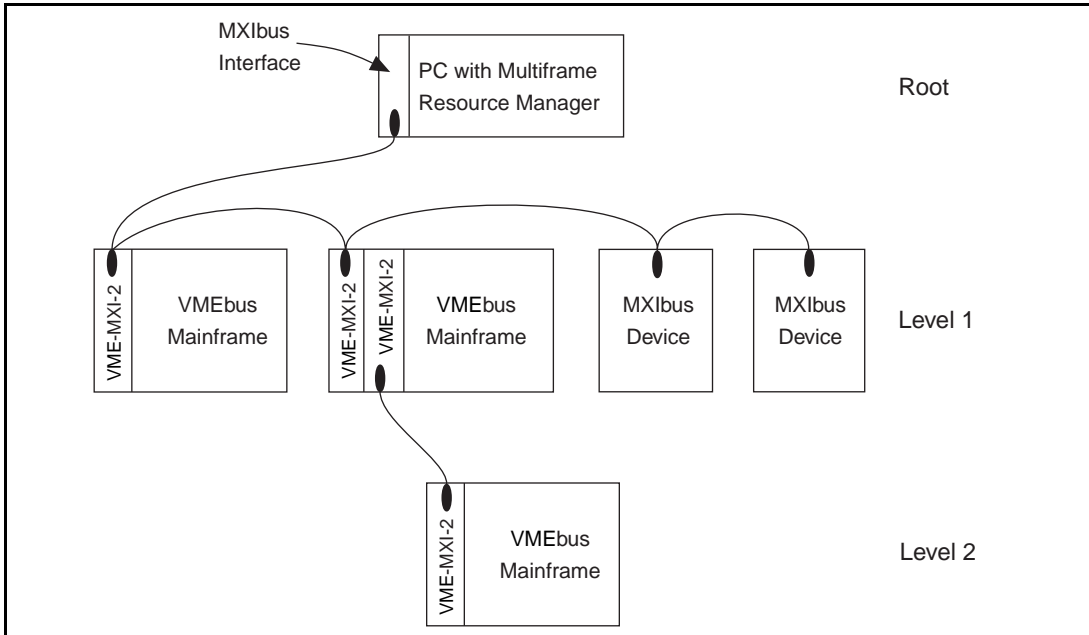 MXIbus
Interface
PC with Multiframe
Resource Manager
Root
VME-MXI-2
VMEbus
Mainframe
VME-MXI-2
VME-MXI-2
VMEbus
Mainframe
MXIbus
Device
MXIbus
Device
Level 1
VME-MXI-2
VMEbus
Mainframe
Level 2